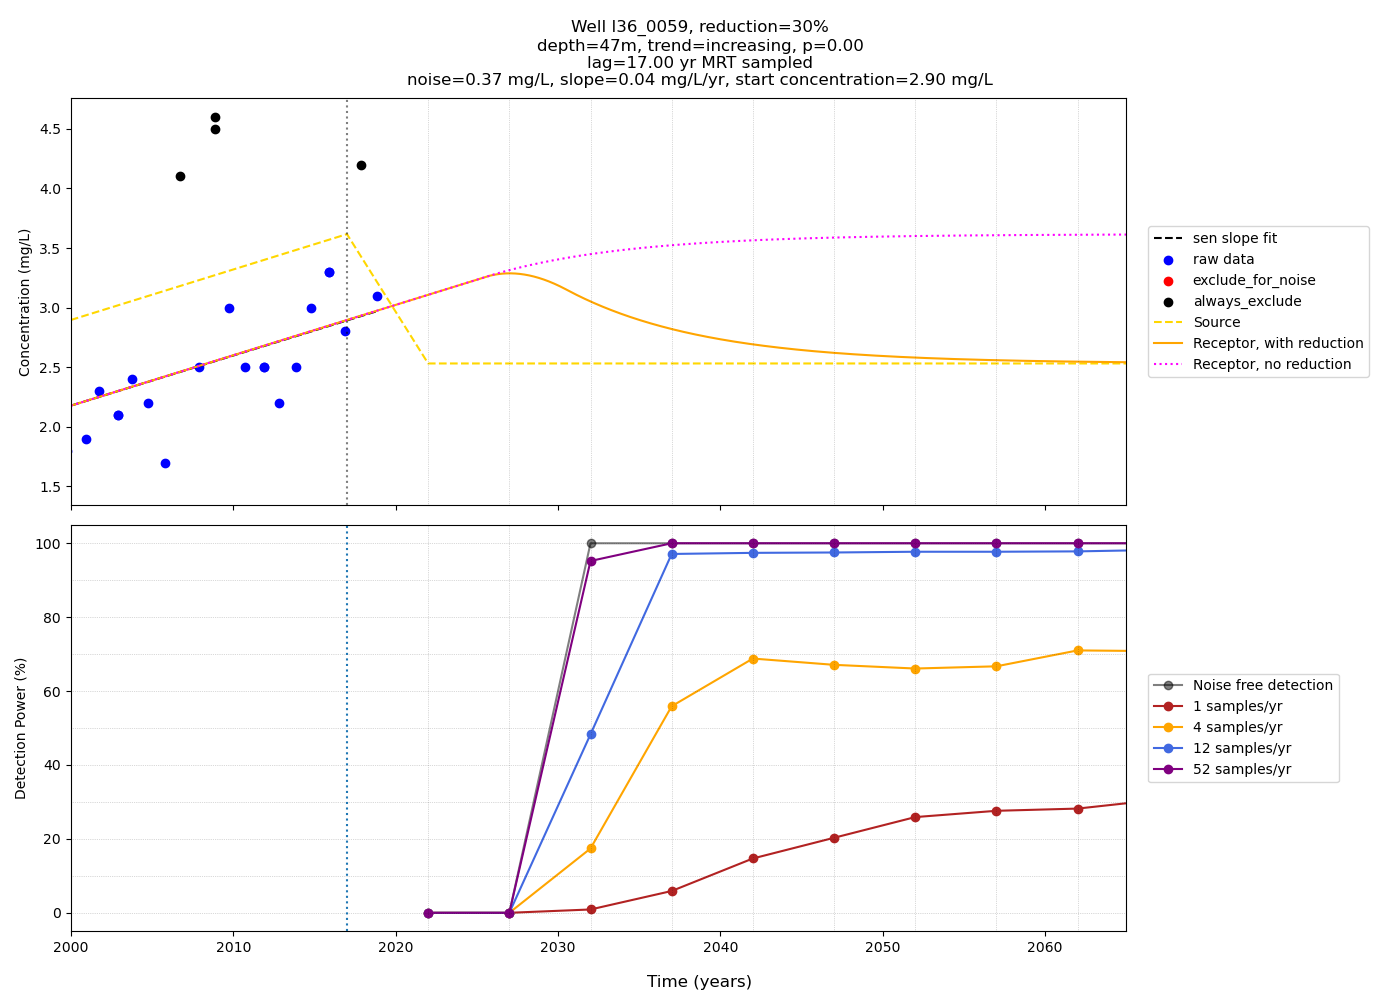 Well l36_0059, reduction=30%
depth=47m, trend=increasing, p=0.00
lag=17.00 yr MRT sampled
noise=0.37 mg/L, slope=0.04 mg/L/yr, start concentration=2.90 mg/L
Concentration (mg/L)
4.5
4.0
3.5
3.0
2.5
2.0
1.5
sen slope fit
raw data
exclude_for_noise
always_exclude
Source
Receptor, with reduction
Receptor, no reduction
Detection Power (%)
100
80
60
40
20
0
Noise free detection
1 samples/yr
4 samples/yr
12 samples/yr
52 samples/yr
2000 2010 2020 2030 2040 2050 2060
Time (years)